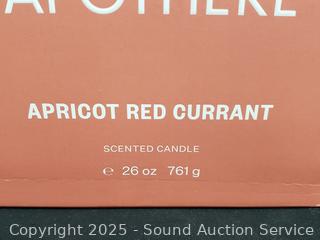 APOTHEKE
APRICOT RED CURRANT
SCENTED CANDLE
℮ 26 oz 761 g
Copyright 2025 - Sound Auction Service